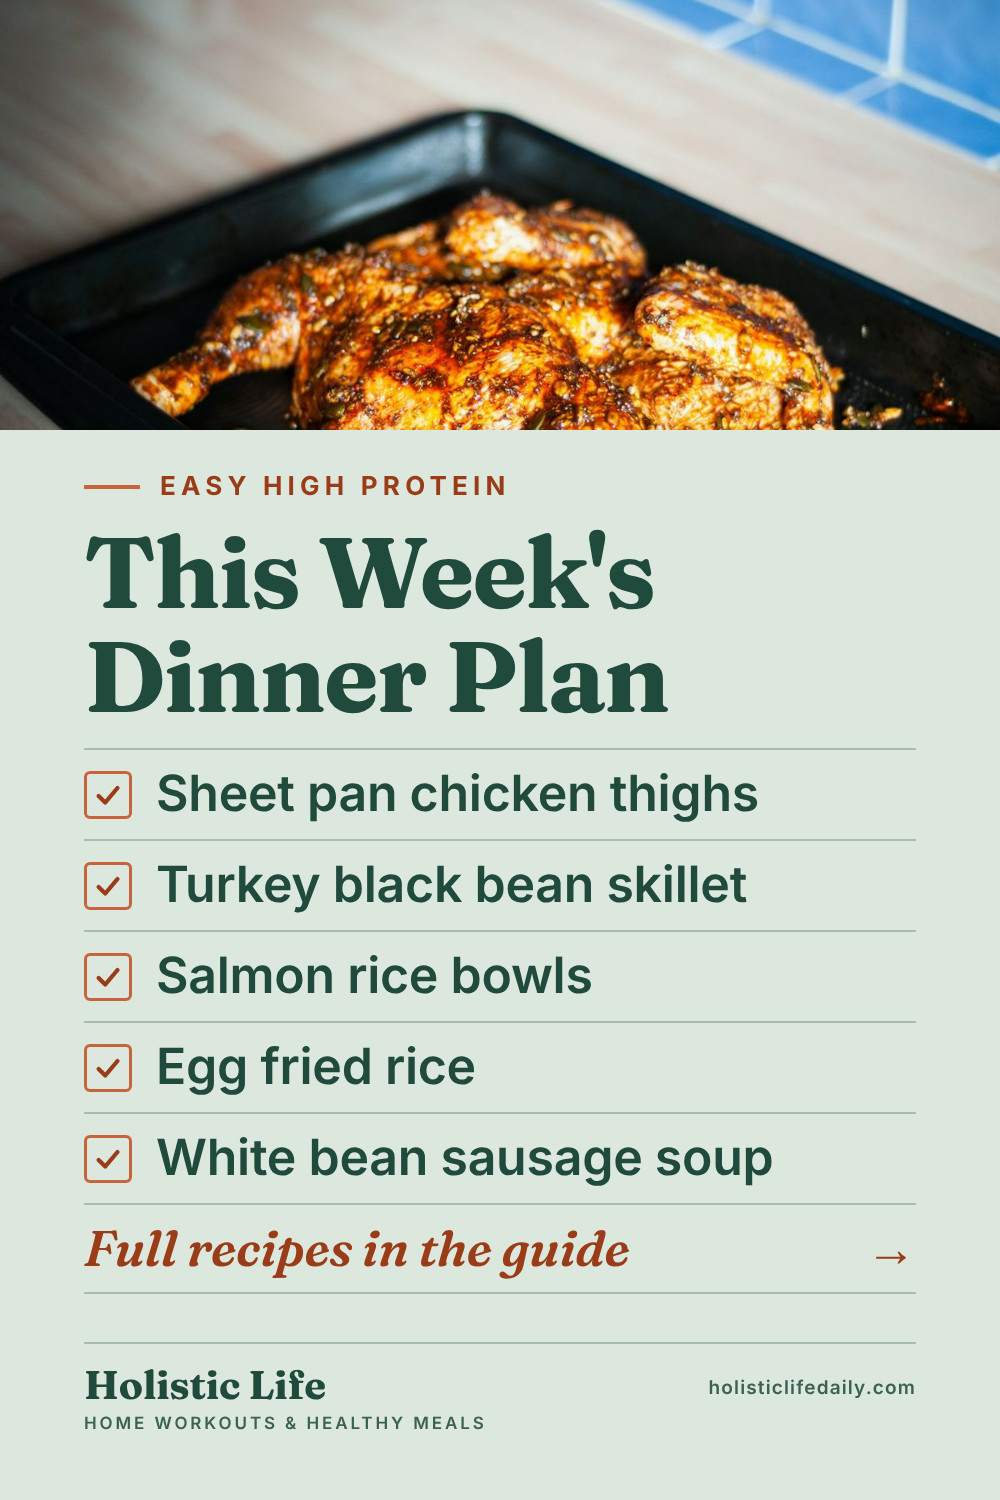 EASY HIGH PROTEIN
This Week's
Dinner Plan
Sheet pan chicken thighs
Turkey black bean skillet
Salmon rice bowls
Egg fried rice
White bean sausage soup
Full recipes in the guide →
Holistic Life
holisticlifedaily.com
HOME WORKOUTS & HEALTHY MEALS